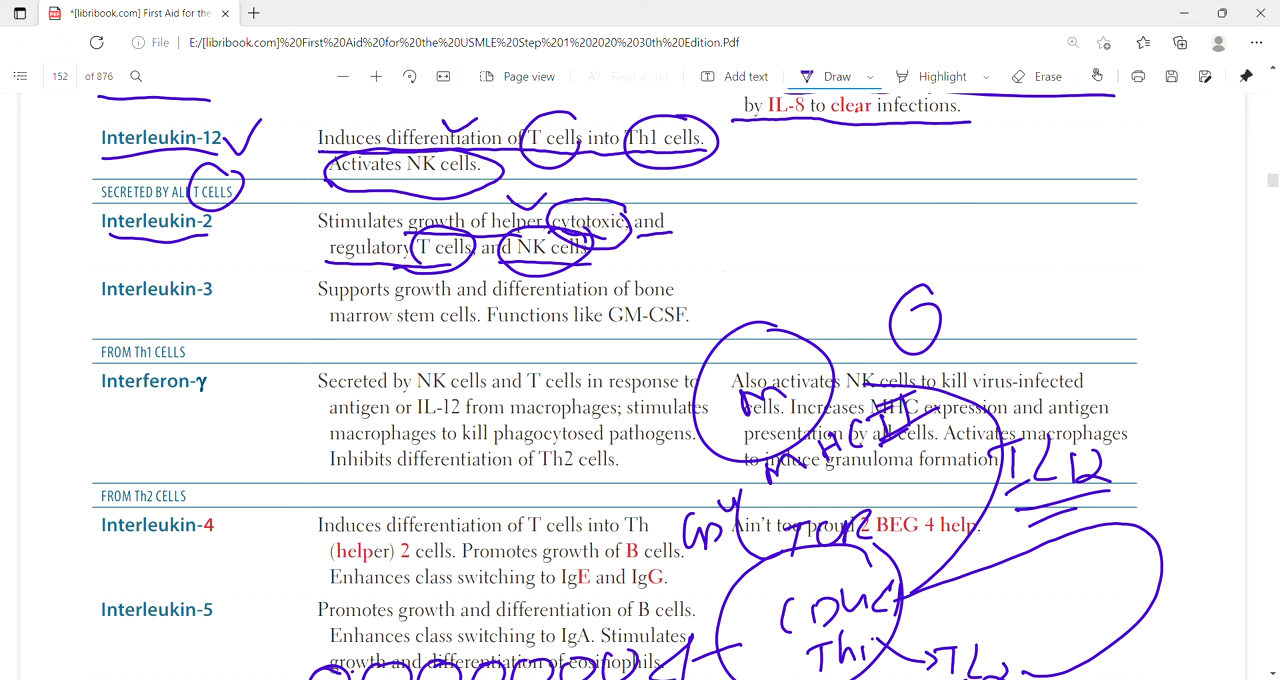 *[libribook.com] First Aid for the
File
E:/[libribook.com]%20First%20Aid%20for%20the%20USMLE%20Step%201%202020%2030th%20Edition.Pdf
152 of 876
Page view
Read aloud
Add text
Draw
Highlight
Erase
by IL-8 to clear infections.
Interleukin-12
Induces differentiation of T cells into Th1 cells.
Activates NK cells.
SECRETED BY ALL T CELLS
Interleukin-2
Stimulates growth of helper, cytotoxic, and
regulatory T cells, and NK cells.
Interleukin-3
Supports growth and differentiation of bone
marrow stem cells. Functions like GM-CSF.
FROM Th1 CELLS
Interferon-γ
Secreted by NK cells and T cells in response to
antigen or IL-12 from macrophages; stimulates
macrophages to kill phagocytosed pathogens.
Inhibits differentiation of Th2 cells.
Also activates NK cells to kill virus-infected
cells. Increases MHC expression and antigen
presentation by all cells. Activates macrophages
to induce granuloma formation.
M
MHC II
IL 12
FROM Th2 CELLS
Interleukin-4
Induces differentiation of T cells into Th
(helper) 2 cells. Promotes growth of B cells.
Enhances class switching to IgE and IgG.
Ain't too proud 2 BEG 4 help.
TCR
Interleukin-5
Promotes growth and differentiation of B cells.
Enhances class switching to IgA. Stimulates
growth and differentiation of eosinophils.